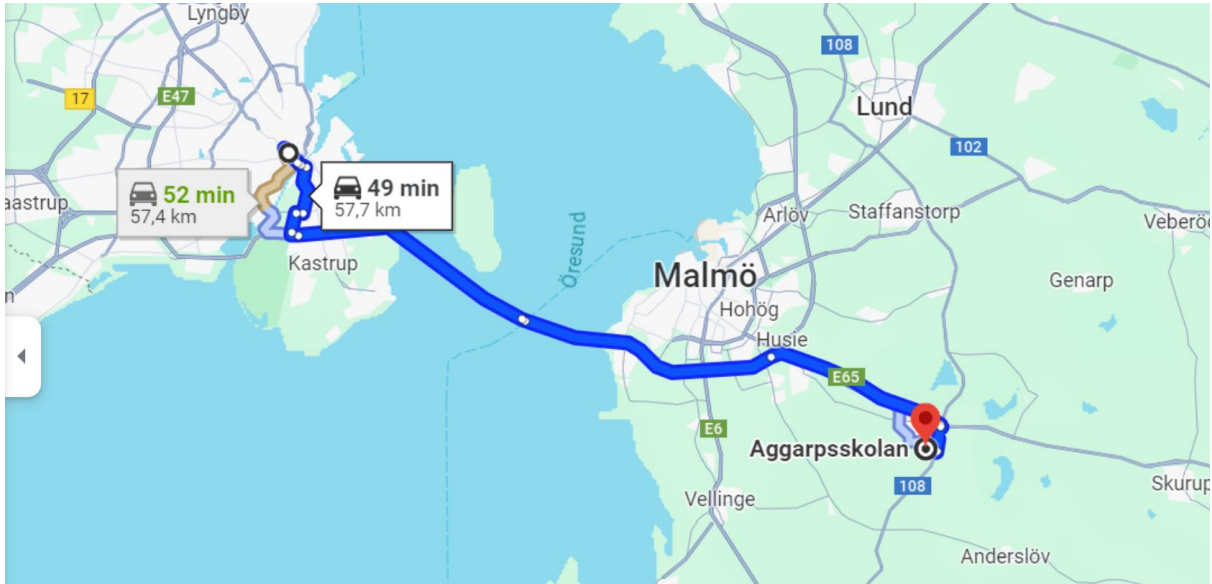 Lyngby
108
17
E47
Lund
102
52 min
57,4 km
49 min
57,7 km
aastrup
Arlöv
Staffanstorp
Veberöd
Öresund
Kastrup
Malmö
Genarp
n
Hohög
Husie
E65
E6
Aggarpsskolan
108
Skurup
Vellinge
Anderslöv